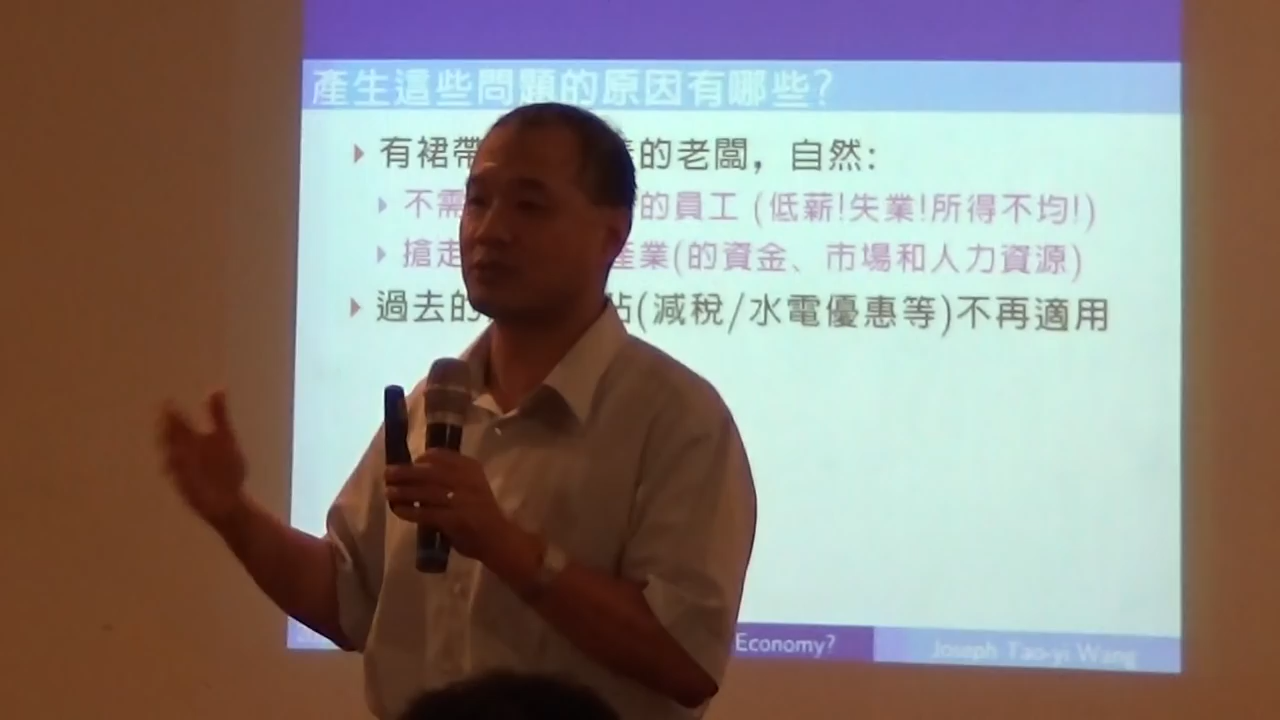 產生這些問題的原因有哪些?
有裙帶 的老闆，自然:
不需 的員工 (低薪!失業!所得不均!)
搶走 產業(的資金、市場和人力資源)
過去的 (減稅/水電優惠等)不再適用
Economy? Joseph Tao-yi Wang